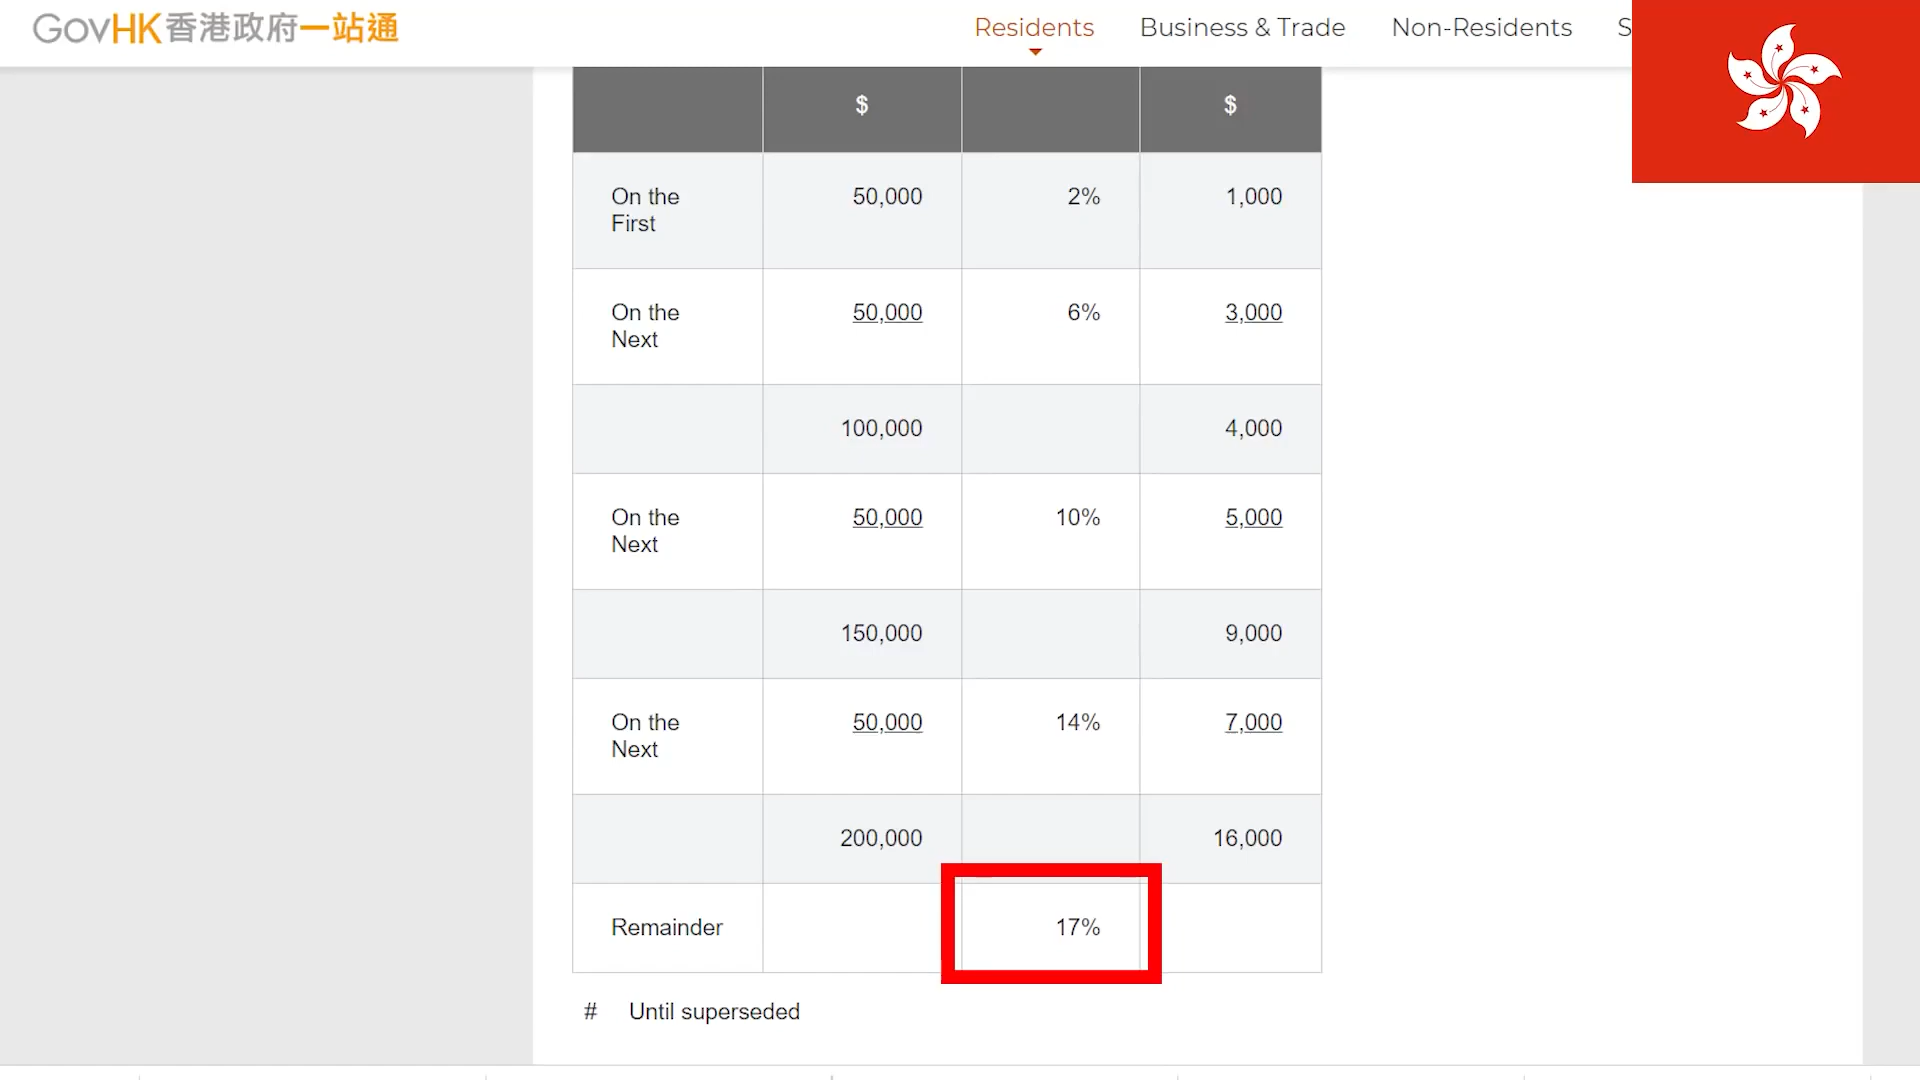 GovHK香港政府一站通
Residents Business & Trade Non-Residents S
$ $
On the First 50,000 2% 1,000
On the Next 50,000 6% 3,000
100,000 4,000
On the Next 50,000 10% 5,000
150,000 9,000
On the Next 50,000 14% 7,000
200,000 16,000
Remainder 17%
# Until superseded